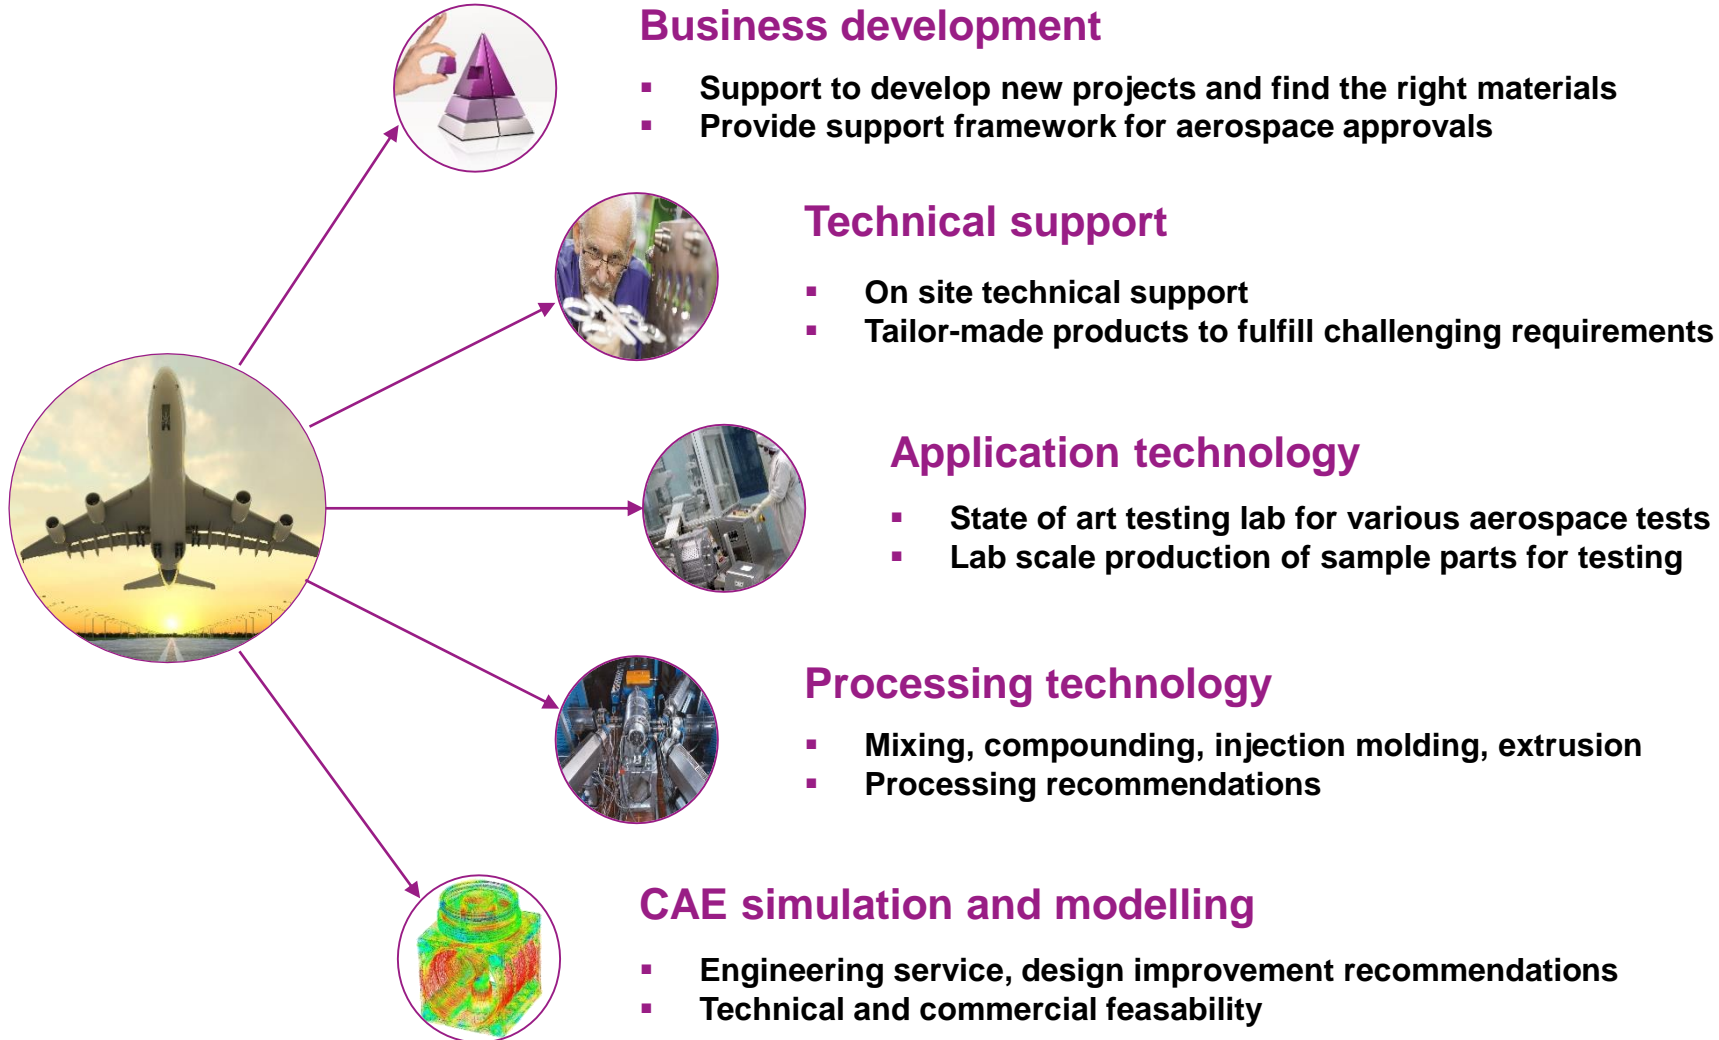 Business development
▪ Support to develop new projects and find the right materials
▪ Provide support framework for aerospace approvals
Technical support
▪ On site technical support
▪ Tailor-made products to fulfill challenging requirements
Application technology
▪ State of art testing lab for various aerospace tests
▪ Lab scale production of sample parts for testing
Processing technology
▪ Mixing, compounding, injection molding, extrusion
▪ Processing recommendations
CAE simulation and modelling
▪ Engineering service, design improvement recommendations
▪ Technical and commercial feasability